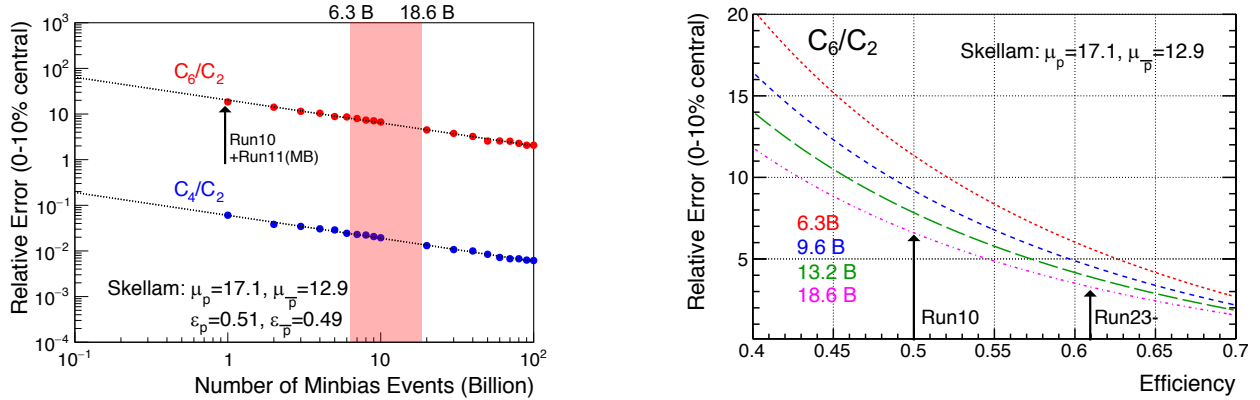 6.3 B 18.6 B
10³
10²
10
1
10⁻¹
10⁻²
10⁻³
10⁻⁴
Relative Error (0-10% central)
C₆/C₂
Run10
+Run11(MB)
C₄/C₂
Skellam: μₚ=17.1, μ_p̅=12.9
εₚ=0.51, ε_p̅=0.49
10⁻¹ 1 10 10²
Number of Minbias Events (Billion)
20
15
10
5
Relative Error (0-10% central)
C₆/C₂
Skellam: μₚ=17.1, μ_p̅=12.9
6.3B
9.6 B
13.2 B
18.6 B
Run10
Run23-
0.4 0.45 0.5 0.55 0.6 0.65 0.7
Efficiency